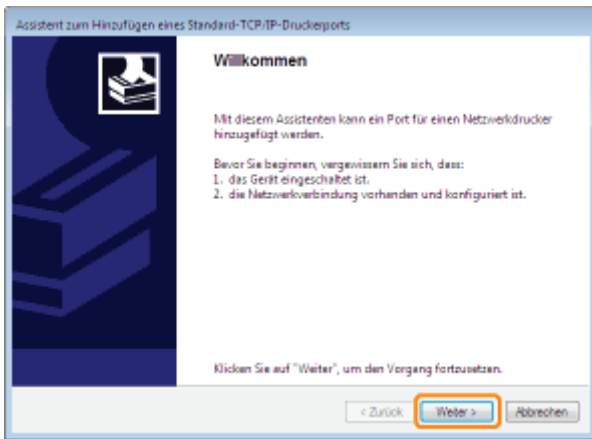 Assistent zum Hinzufügen eines Standard-TCP/IP-Druckerports
Willkommen
Mit diesem Assistenten kann ein Port für einen Netzwerkdrucker
hinzugefügt werden.
Bevor Sie beginnen, vergewissern Sie sich, dass:
1. das Gerät eingeschaltet ist.
2. die Netzwerkverbindung vorhanden und konfiguriert ist.
Klicken Sie auf "Weiter", um den Vorgang fortzusetzen.
< Zurück Weiter > Abbrechen